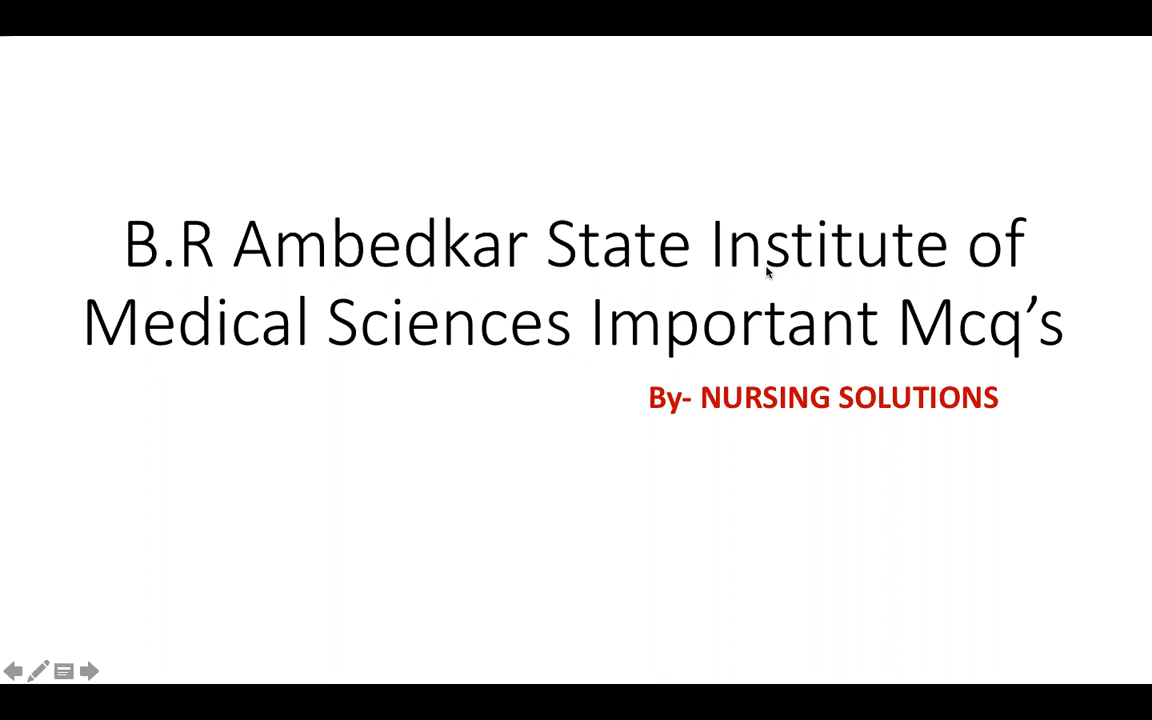 B.R Ambedkar State Institute of
Medical Sciences Important Mcq’s
By- NURSING SOLUTIONS